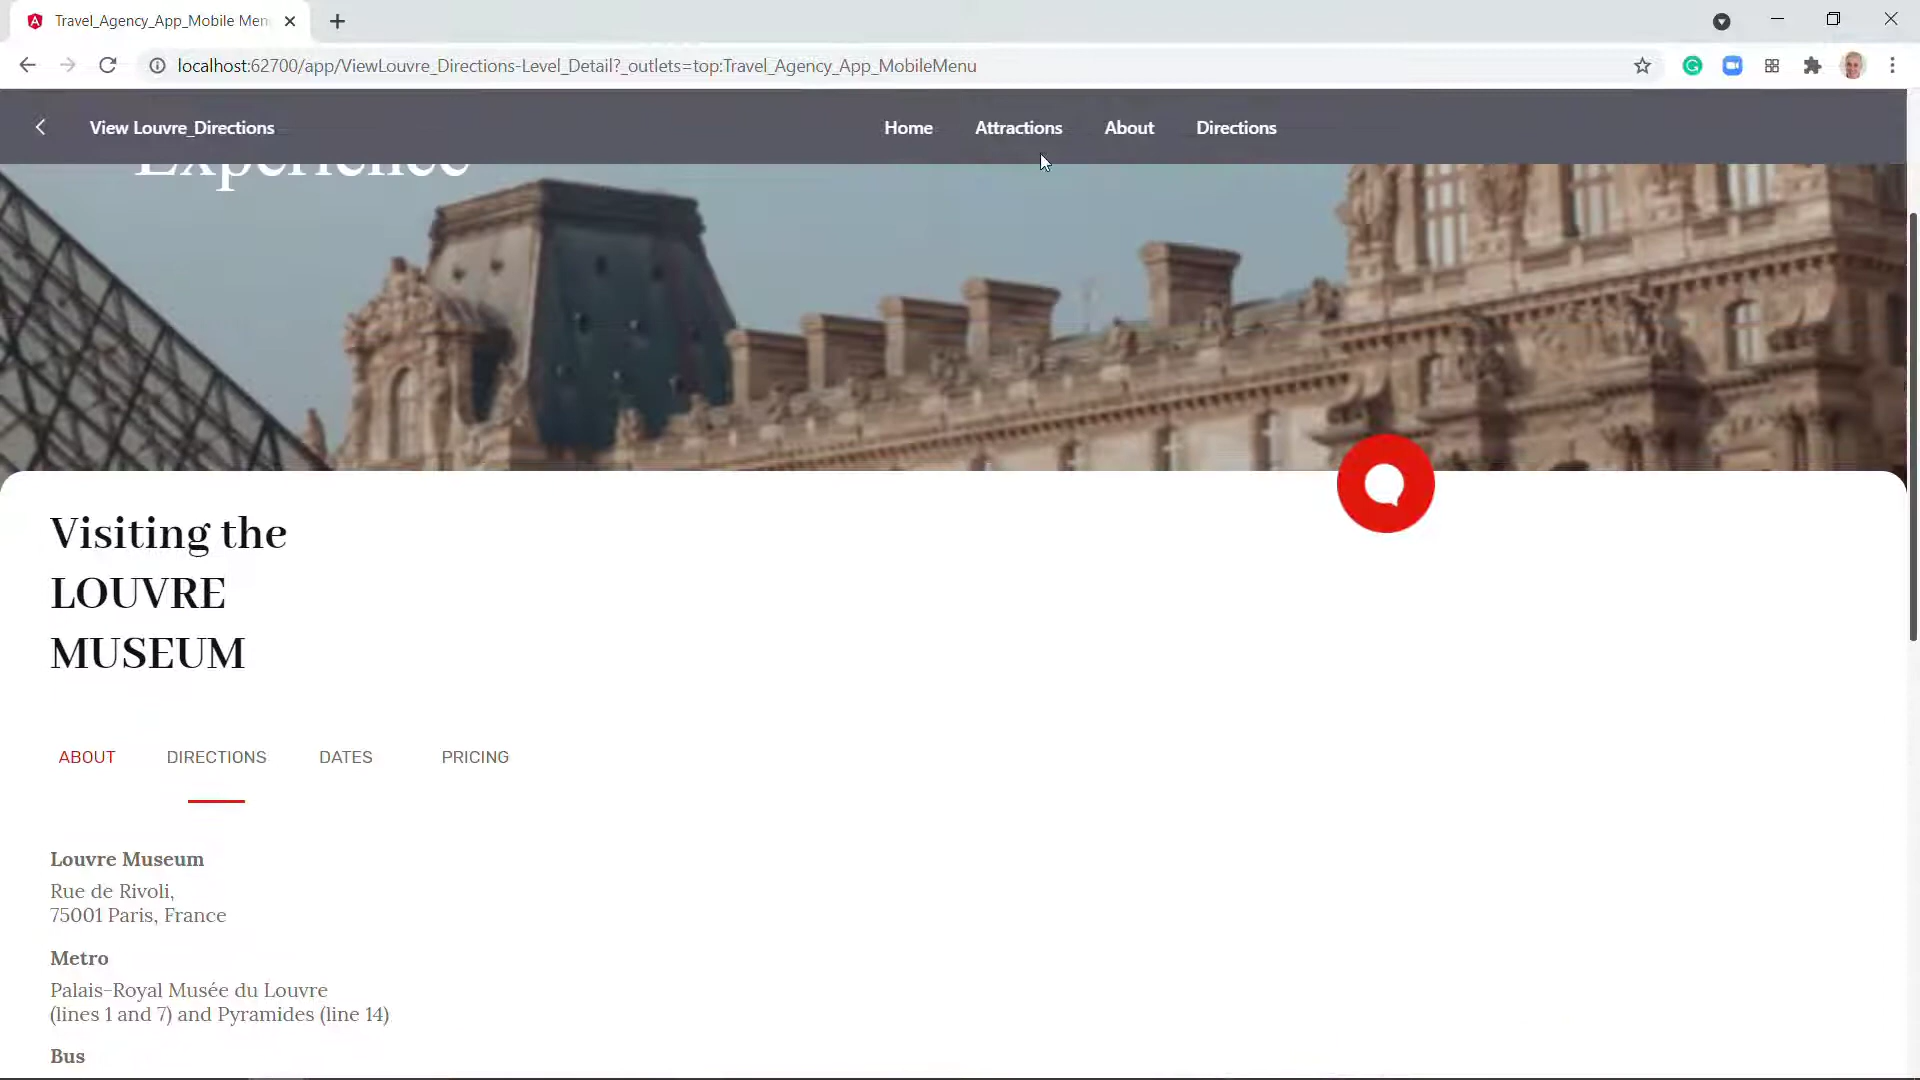 Travel_Agency_App_Mobile Men
localhost:62700/app/ViewLouvre_Directions-Level_Detail?_outlets=top:Travel_Agency_App_MobileMenu
View Louvre_Directions
Home
Attractions
About
Directions
Experience
Visiting the
LOUVRE
MUSEUM
ABOUT
DIRECTIONS
DATES
PRICING
Louvre Museum
Rue de Rivoli,
75001 Paris, France
Metro
Palais-Royal Musée du Louvre
(lines 1 and 7) and Pyramides (line 14)
Bus